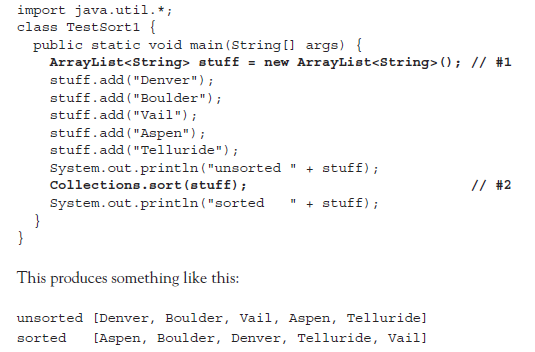 import java.util.*;
class TestSort1 {
  public static void main(String[] args) {
    ArrayList<String> stuff = new ArrayList<String>(); // #1
    stuff.add("Denver");
    stuff.add("Boulder");
    stuff.add("Vail");
    stuff.add("Aspen");
    stuff.add("Telluride");
    System.out.println("unsorted " + stuff);
    Collections.sort(stuff);                           // #2
    System.out.println("sorted   " + stuff);
  }
}
This produces something like this:
unsorted [Denver, Boulder, Vail, Aspen, Telluride]
sorted   [Aspen, Boulder, Denver, Telluride, Vail]